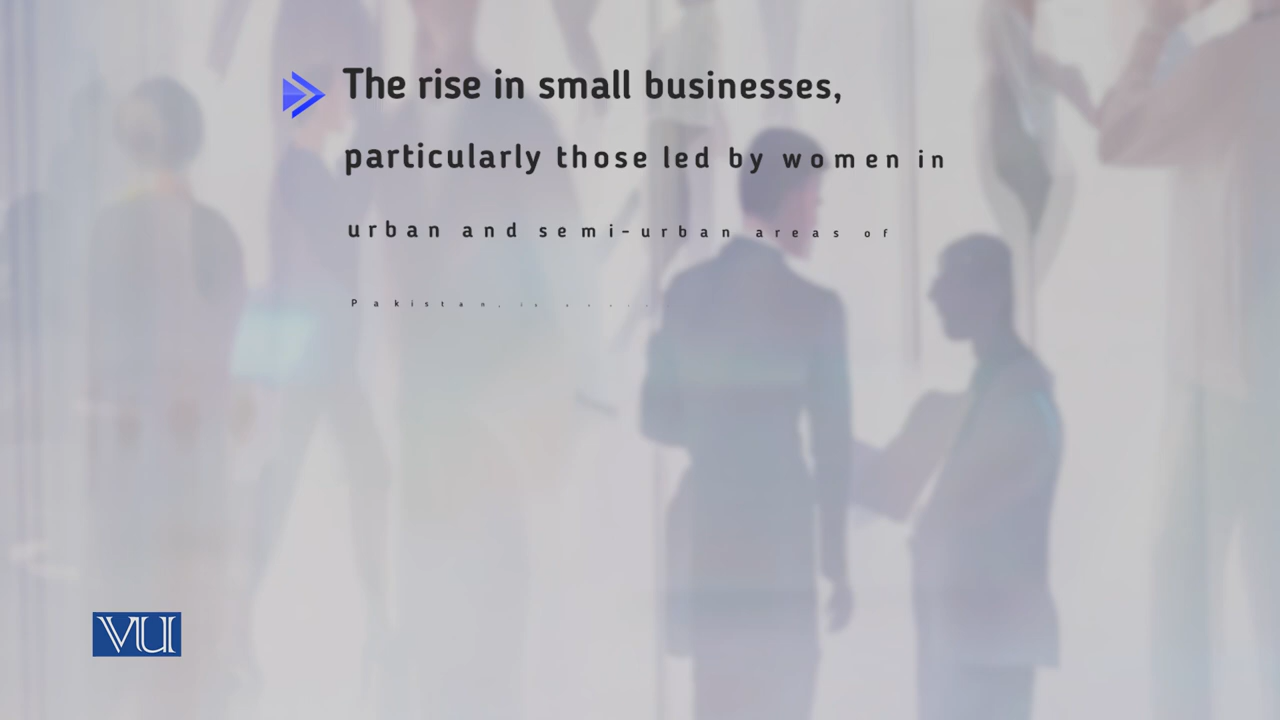 The rise in small businesses,
particularly those led by women in
urban and semi-urban areas of
Pakistan, is
VU